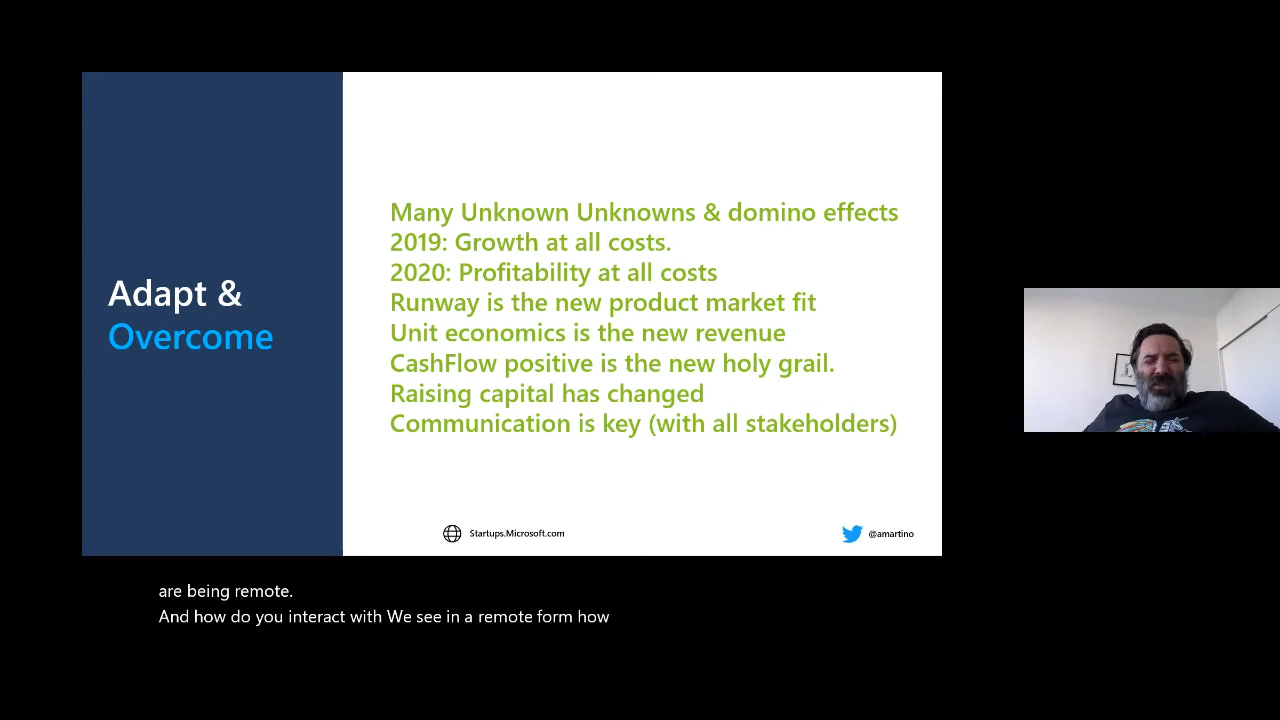 Adapt &
Overcome
Many Unknown Unknowns & domino effects
2019: Growth at all costs.
2020: Profitability at all costs
Runway is the new product market fit
Unit economics is the new revenue
CashFlow positive is the new holy grail.
Raising capital has changed
Communication is key (with all stakeholders)
Startups.Microsoft.com
@amartino
are being remote.
And how do you interact with We see in a remote form how